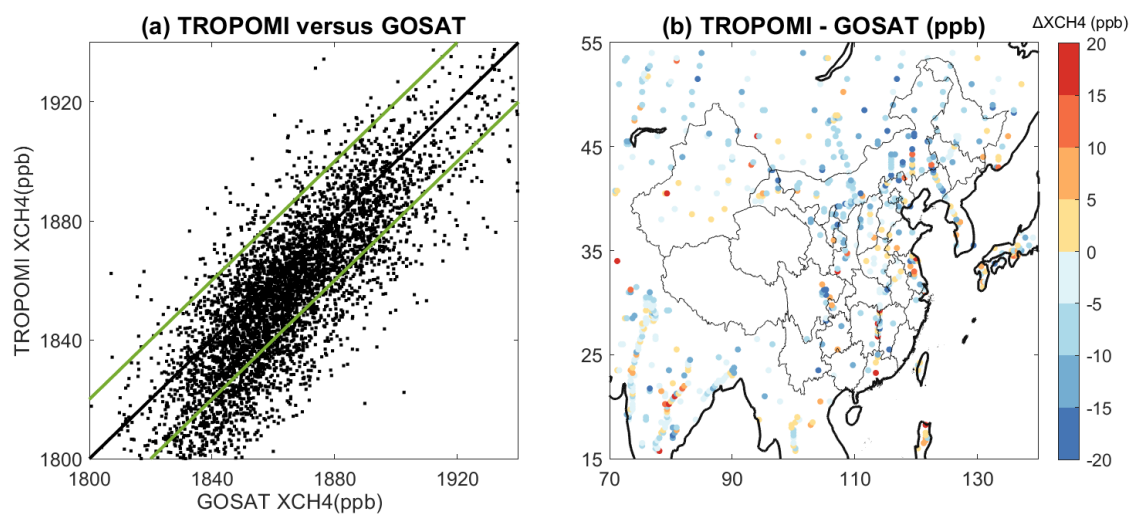 (a) TROPOMI versus GOSAT
TROPOMI XCH4(ppb)
1920
1880
1840
1800
1800 1840 1880 1920
GOSAT XCH4(ppb)
(b) TROPOMI - GOSAT (ppb)
55
45
35
25
15
70 90 110 130
ΔXCH4 (ppb)
20
15
10
5
0
-5
-10
-15
-20